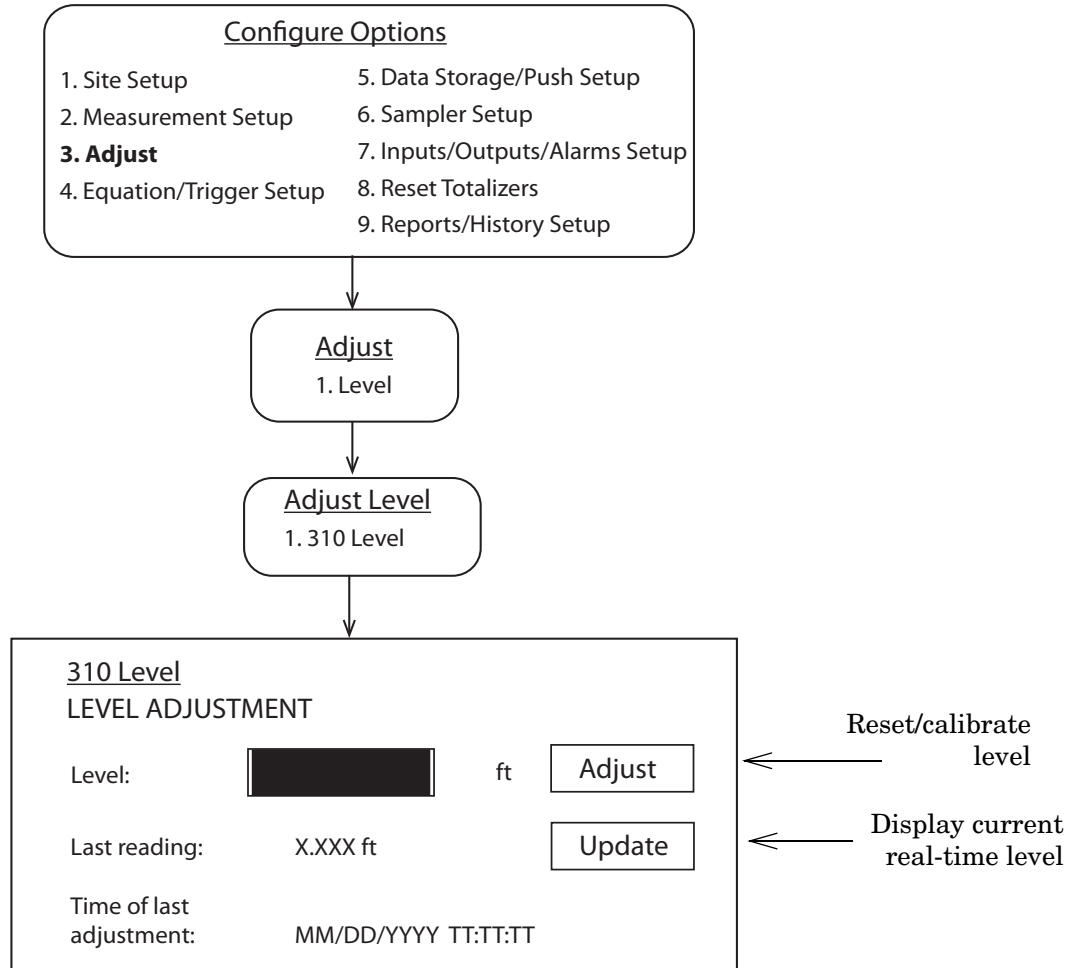 Configure Options
1. Site Setup
2. Measurement Setup
3. Adjust
4. Equation/Trigger Setup
5. Data Storage/Push Setup
6. Sampler Setup
7. Inputs/Outputs/Alarms Setup
8. Reset Totalizers
9. Reports/History Setup
Adjust
1. Level
Adjust Level
1. 310 Level
310 Level
LEVEL ADJUSTMENT
Level: ft Adjust
Reset/calibrate
level
Last reading: X.XXX ft Update
Display current
real-time level
Time of last
adjustment: MM/DD/YYYY TT:TT:TT